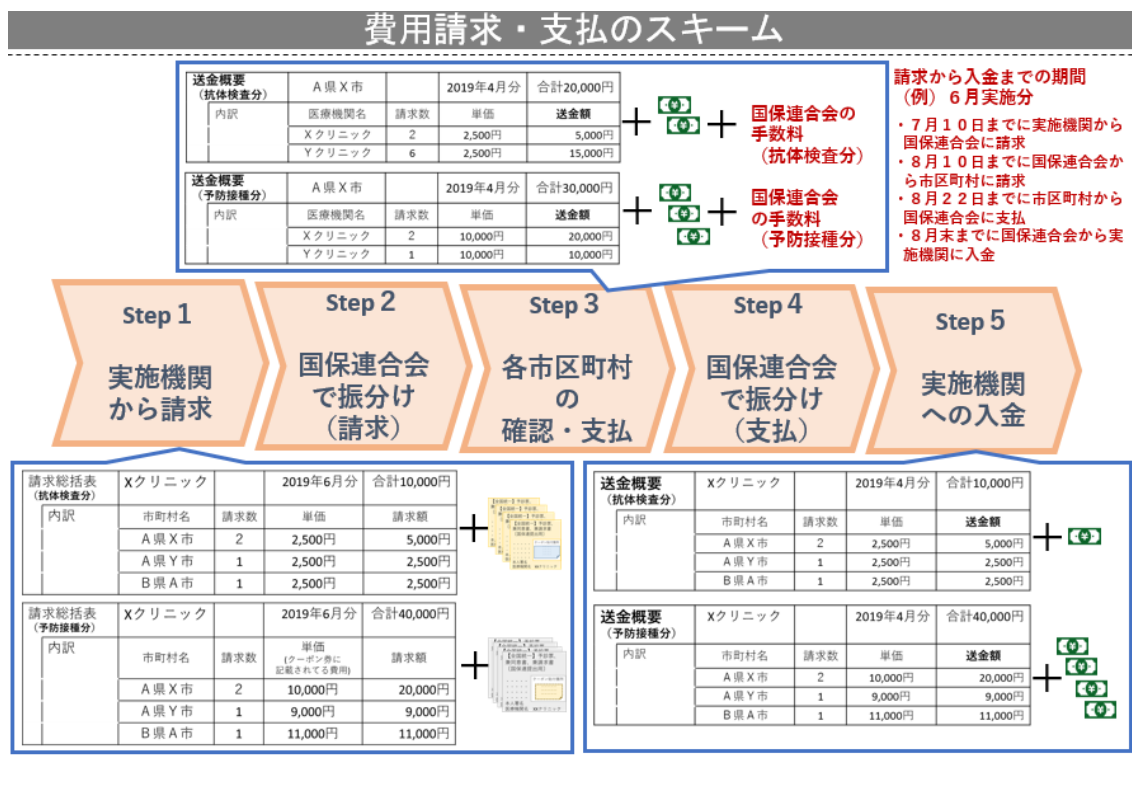 費用請求・支払のスキーム
送金概要 A県X市 2019年4月分 合計20,000円
(抗体検査分)
内訳 医療機関名 請求数 単価 送金額
Xクリニック 2 2,500円 5,000円
Yクリニック 6 2,500円 15,000円
国保連合会の
手数料
(抗体検査分)
送金概要 A県X市 2019年4月分 合計30,000円
(予防接種分)
内訳 医療機関名 請求数 単価 送金額
Xクリニック 2 10,000円 20,000円
Yクリニック 1 10,000円 10,000円
国保連合会
の手数料
(予防接種分)
請求から入金までの期間
(例)6月実施分
・7月10日までに実施機関から
国保連合会に請求
・8月10日までに国保連合会か
ら市区町村に請求
・8月22日までに市区町村から
国保連合会に支払
・8月末までに国保連合会から実
施機関に入金
Step 1
実施機関
から請求
Step 2
国保連合会
で振分け
(請求)
Step 3
各市区町村
の
確認・支払
Step 4
国保連合会
で振分け
(支払)
Step 5
実施機関
への入金
請求総括表 Xクリニック 2019年6月分 合計10,000円
(抗体検査分)
内訳 市町村名 請求数 単価 請求額
A県X市 2 2,500円 5,000円
A県Y市 1 2,500円 2,500円
B県A市 1 2,500円 2,500円
請求総括表 Xクリニック 2019年6月分 合計40,000円
(予防接種分)
内訳 市町村名 請求数 単価 請求額
(クーポン券に
記載されてる費用)
A県X市 2 10,000円 20,000円
A県Y市 1 9,000円 9,000円
B県A市 1 11,000円 11,000円
送金概要 Xクリニック 2019年4月分 合計10,000円
(抗体検査分)
内訳 市町村名 請求数 単価 送金額
A県X市 2 2,500円 5,000円
A県Y市 1 2,500円 2,500円
B県A市 1 2,500円 2,500円
送金概要 Xクリニック 2019年4月分 合計40,000円
(予防接種分)
内訳 市町村名 請求数 単価 送金額
A県X市 2 10,000円 20,000円
A県Y市 1 9,000円 9,000円
B県A市 1 11,000円 11,000円